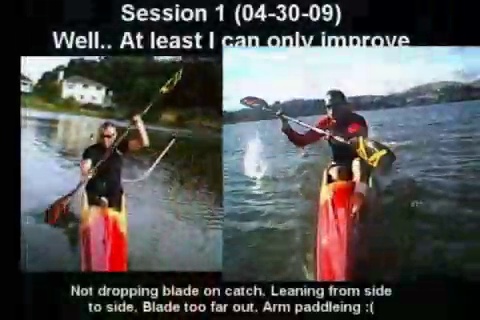 Session 1 (04-30-09)
Well.. At least I can only improve
Not dropping blade on catch. Leaning from side
to side. Blade too far out. Arm paddleing :(